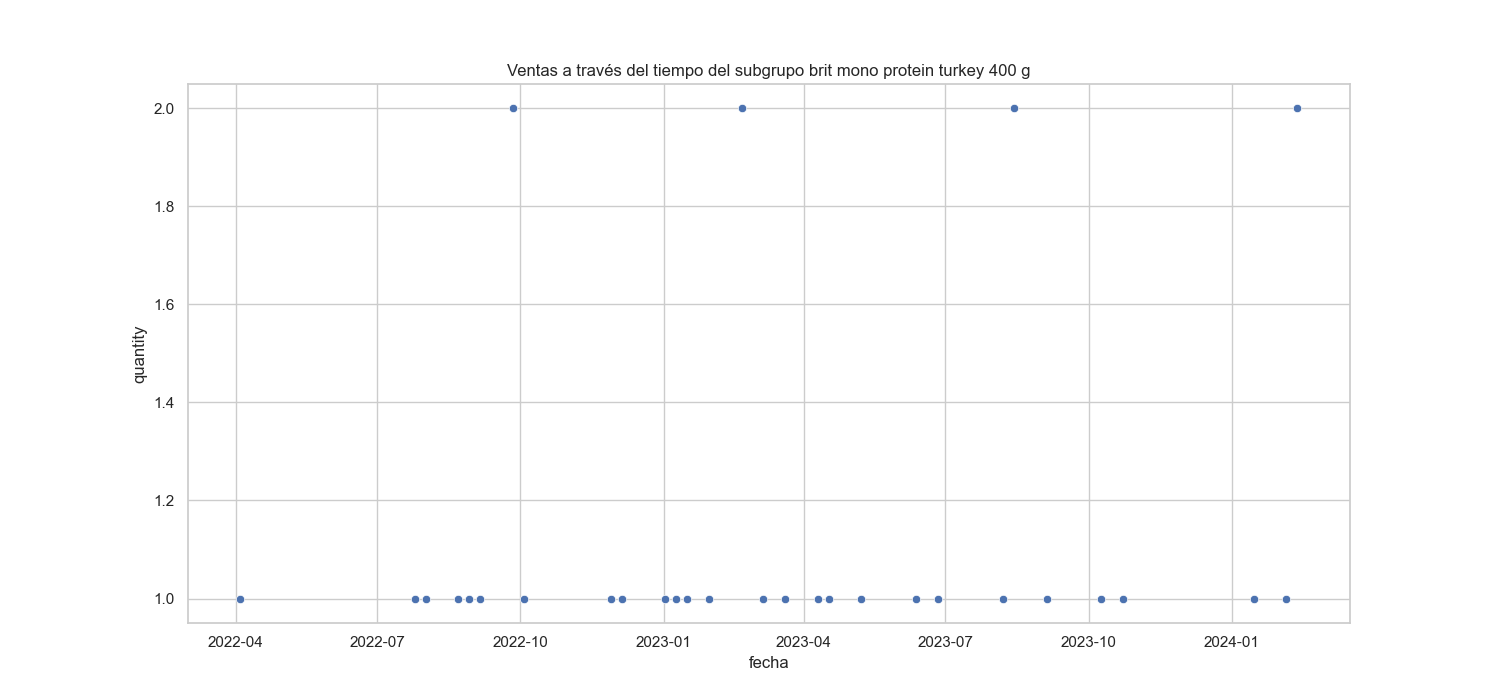 Ventas a través del tiempo del subgrupo brit mono protein turkey 400 g
2.0
1.8
1.6
1.4
1.2
1.0
quantity
2022-04 2022-07 2022-10 2023-01 2023-04 2023-07 2023-10 2024-01
fecha